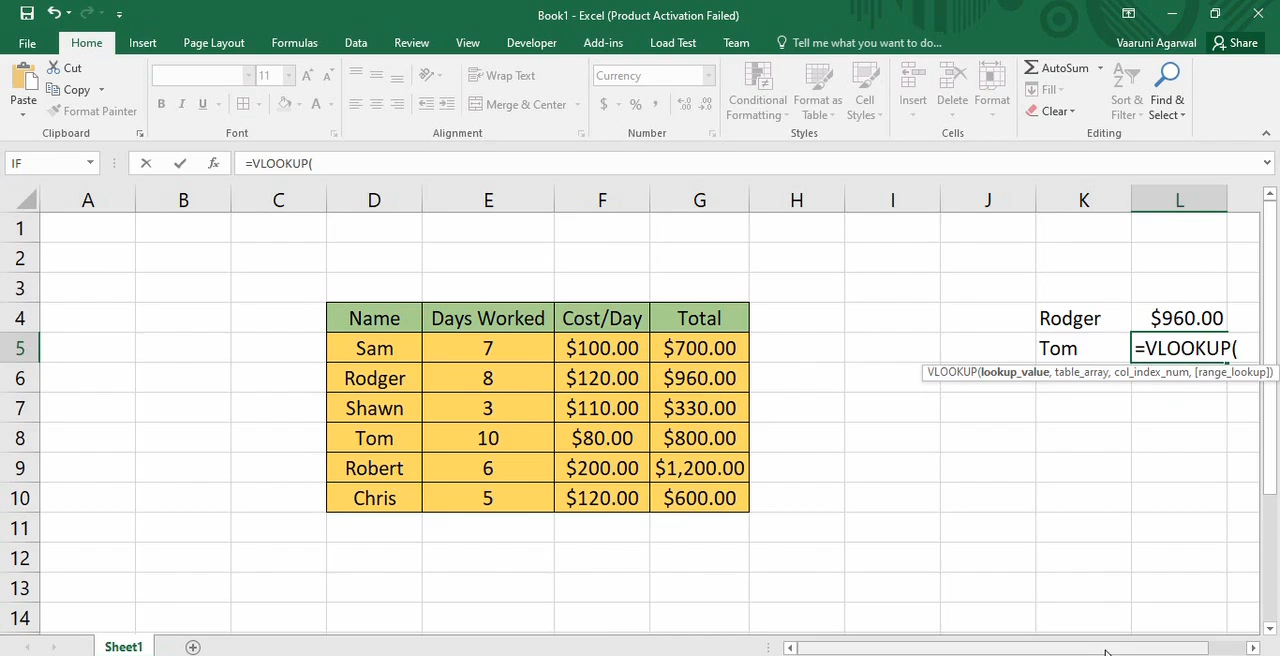 Book1 - Excel (Product Activation Failed)
File Home Insert Page Layout Formulas Data Review View Developer Add-ins Load Test Team Tell me what you want to do... Vaaruni Agarwal Share
Paste
Cut
Copy
Format Painter
Clipboard
11
B I U
Font
Wrap Text
Merge & Center
Alignment
Currency
$ % ,
Number
Conditional Formatting
Format as Table
Cell Styles
Styles
Insert
Delete
Format
Cells
AutoSum
Fill
Clear
Sort & Filter
Find & Select
Editing
IF fx =VLOOKUP(
A B C D E F G H I J K L
1
2
3
4 Name Days Worked Cost/Day Total Rodger $960.00
5 Sam 7 $100.00 $700.00 Tom =VLOOKUP(
VLOOKUP(lookup_value, table_array, col_index_num, [range_lookup])
6 Rodger 8 $120.00 $960.00
7 Shawn 3 $110.00 $330.00
8 Tom 10 $80.00 $800.00
9 Robert 6 $200.00 $1,200.00
10 Chris 5 $120.00 $600.00
11
12
13
14
Sheet1